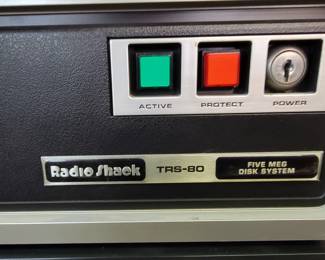 ACTIVE PROTECT POWER
Radio Shack TRS-80 FIVE MEG
DISK SYSTEM